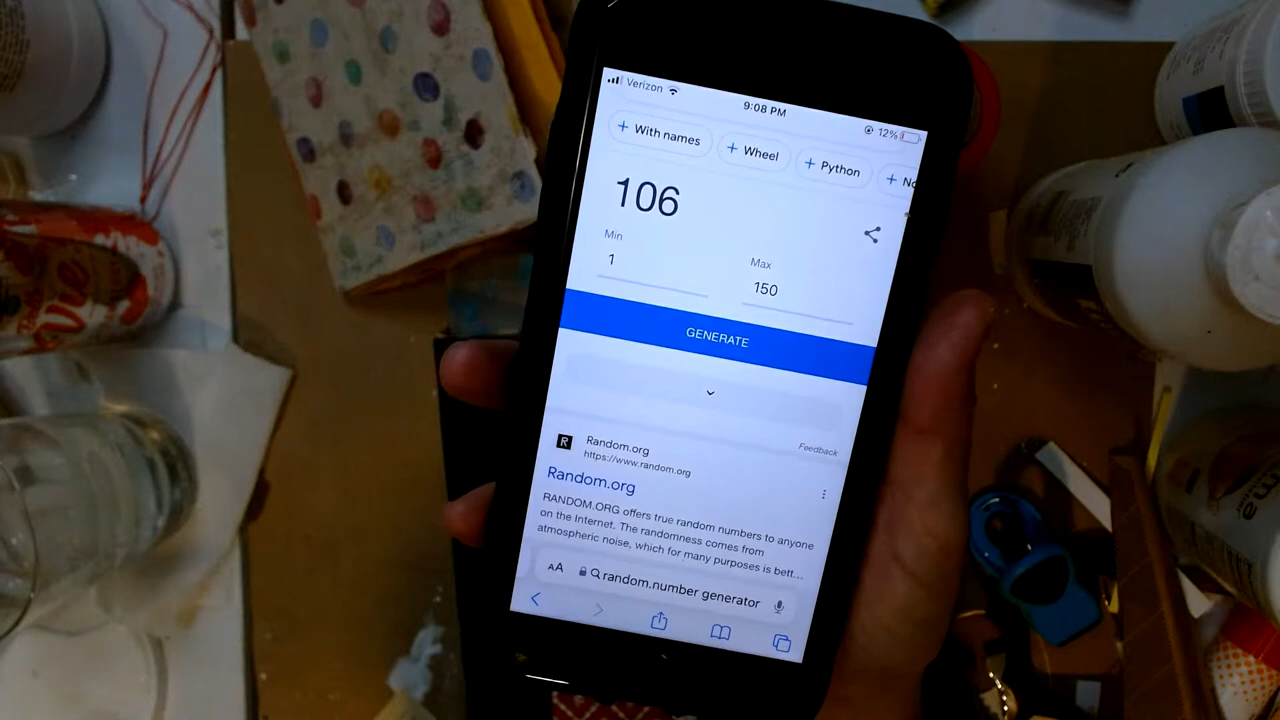 Verizon
9:08 PM
12%
+ With names
+ Wheel
+ Python
+ No
106
Min
Max
1
150
GENERATE
Feedback
R
Random.org
https://www.random.org
Random.org
RANDOM.ORG offers true random numbers to anyone
on the Internet. The randomness comes from
atmospheric noise, which for many purposes is bett...
AA random.number generator